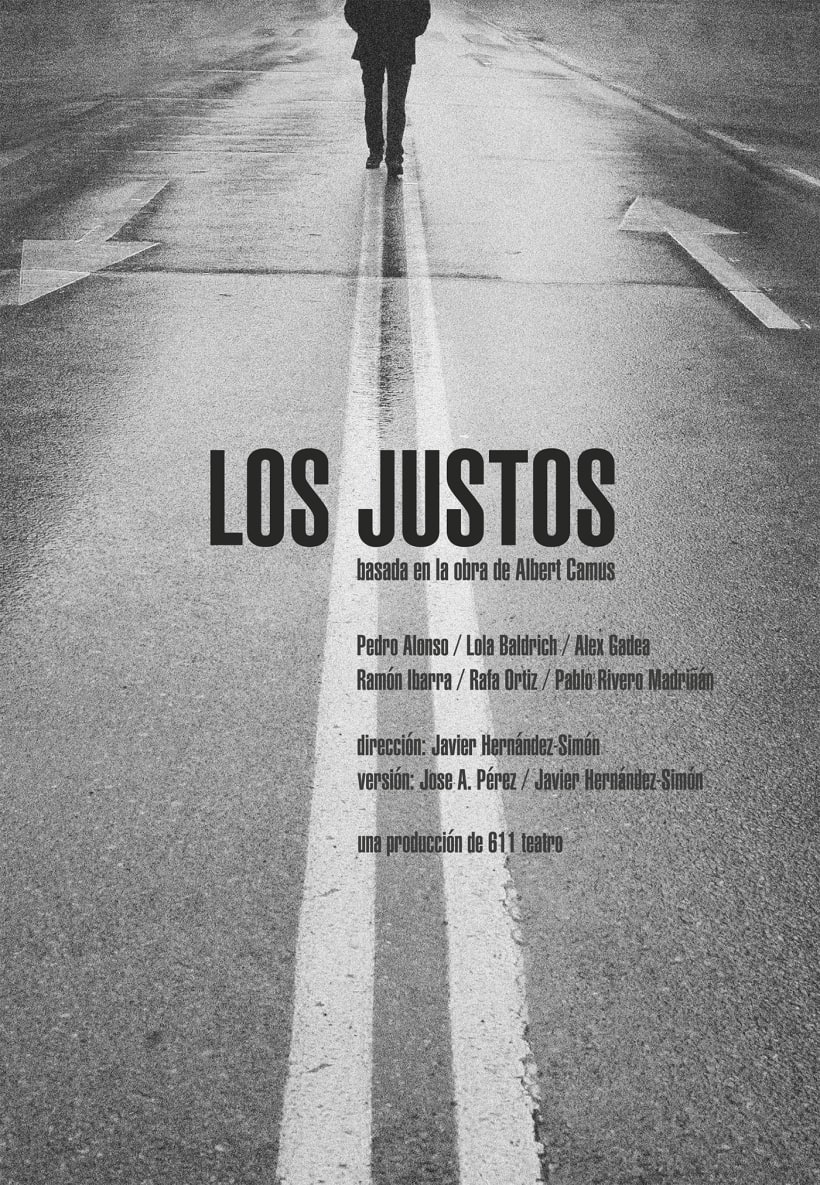 LOS JUSTOS
basada en la obra de Albert Camus
Pedro Alonso / Lola Baldrich / Alex Gadea
Ramón Ibarra / Rafa Ortiz / Pablo Rivero Madriñán
dirección: Javier Hernández-Simón
versión: Jose A. Pérez / Javier Hernández-Simón
una producción de 611 teatro